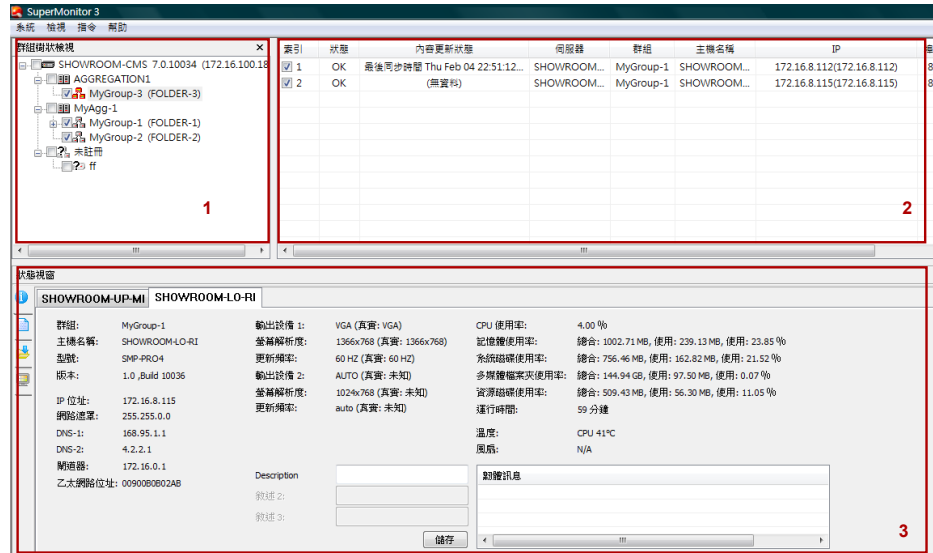 SuperMonitor 3
系統 檢視 指令 幫助
群組樹狀檢視 ×
SHOWROOM-CMS 7.0.10034 (172.16.100.18
AGGREGATION1
MyGroup-3 (FOLDER-3)
MyAgg-1
MyGroup-1 (FOLDER-1)
MyGroup-2 (FOLDER-2)
未註冊
ff
1
索引 狀態 內容更新狀態 伺服器 群組 主機名稱 IP
1 OK 最後同步時間 Thu Feb 04 22:51:12... SHOWROOM... MyGroup-1 SHOWROOM... 172.16.8.112(172.16.8.112) 8
2 OK (無資料) SHOWROOM... MyGroup-1 SHOWROOM... 172.16.8.115(172.16.8.115) 8
2
狀態視窗
SHOWROOM-UP-MI SHOWROOM-LO-RI
群組: MyGroup-1
主機名稱: SHOWROOM-LO-RI
型號: SMP-PRO4
版本: 1.0 ,Build 10036
IP 位址: 172.16.8.115
網路遮罩: 255.255.0.0
DNS-1: 168.95.1.1
DNS-2: 4.2.2.1
閘道器: 172.16.0.1
乙太網路位址: 00900B0B02AB
輸出設備 1: VGA (真實: VGA)
螢幕解析度: 1366x768 (真實: 1366x768)
更新頻率: 60 HZ (真實: 60 HZ)
輸出設備 2: AUTO (真實: 未知)
螢幕解析度: 1024x768 (真實: 未知)
更新頻率: auto (真實: 未知)
Description
敘述 2:
敘述 3:
儲存
CPU 使用率: 4.00 %
記憶體使用率: 總合: 1002.71 MB, 使用: 239.13 MB, 使用: 23.85 %
系統磁碟使用率: 總合: 756.46 MB, 使用: 162.82 MB, 使用: 21.52 %
多媒體檔案夾使用率: 總合: 144.94 GB, 使用: 97.50 MB, 使用: 0.07 %
資源磁碟使用率: 總合: 509.43 MB, 使用: 56.30 MB, 使用: 11.05 %
運行時間: 59 分鐘
溫度: CPU 41°C
風扇: N/A
韌體訊息
3